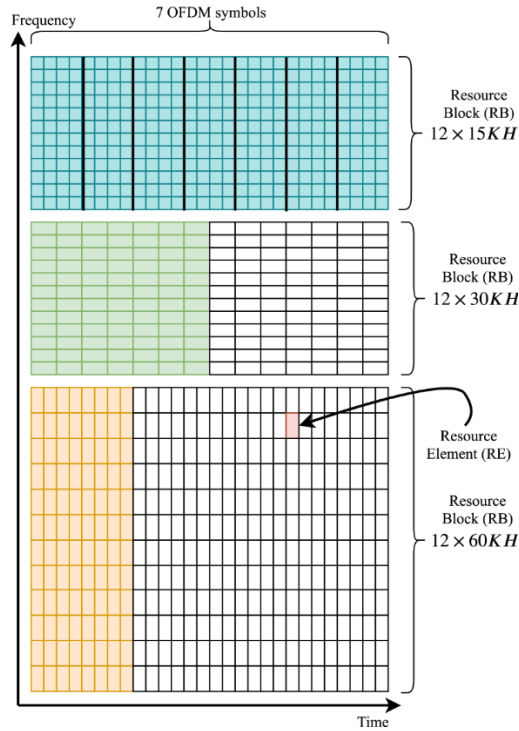 7 OFDM symbols
Frequency
Resource
Block (RB)
12 × 15KH
Resource
Block (RB)
12 × 30KH
Resource
Element (RE)
Resource
Block (RB)
12 × 60KH
Time